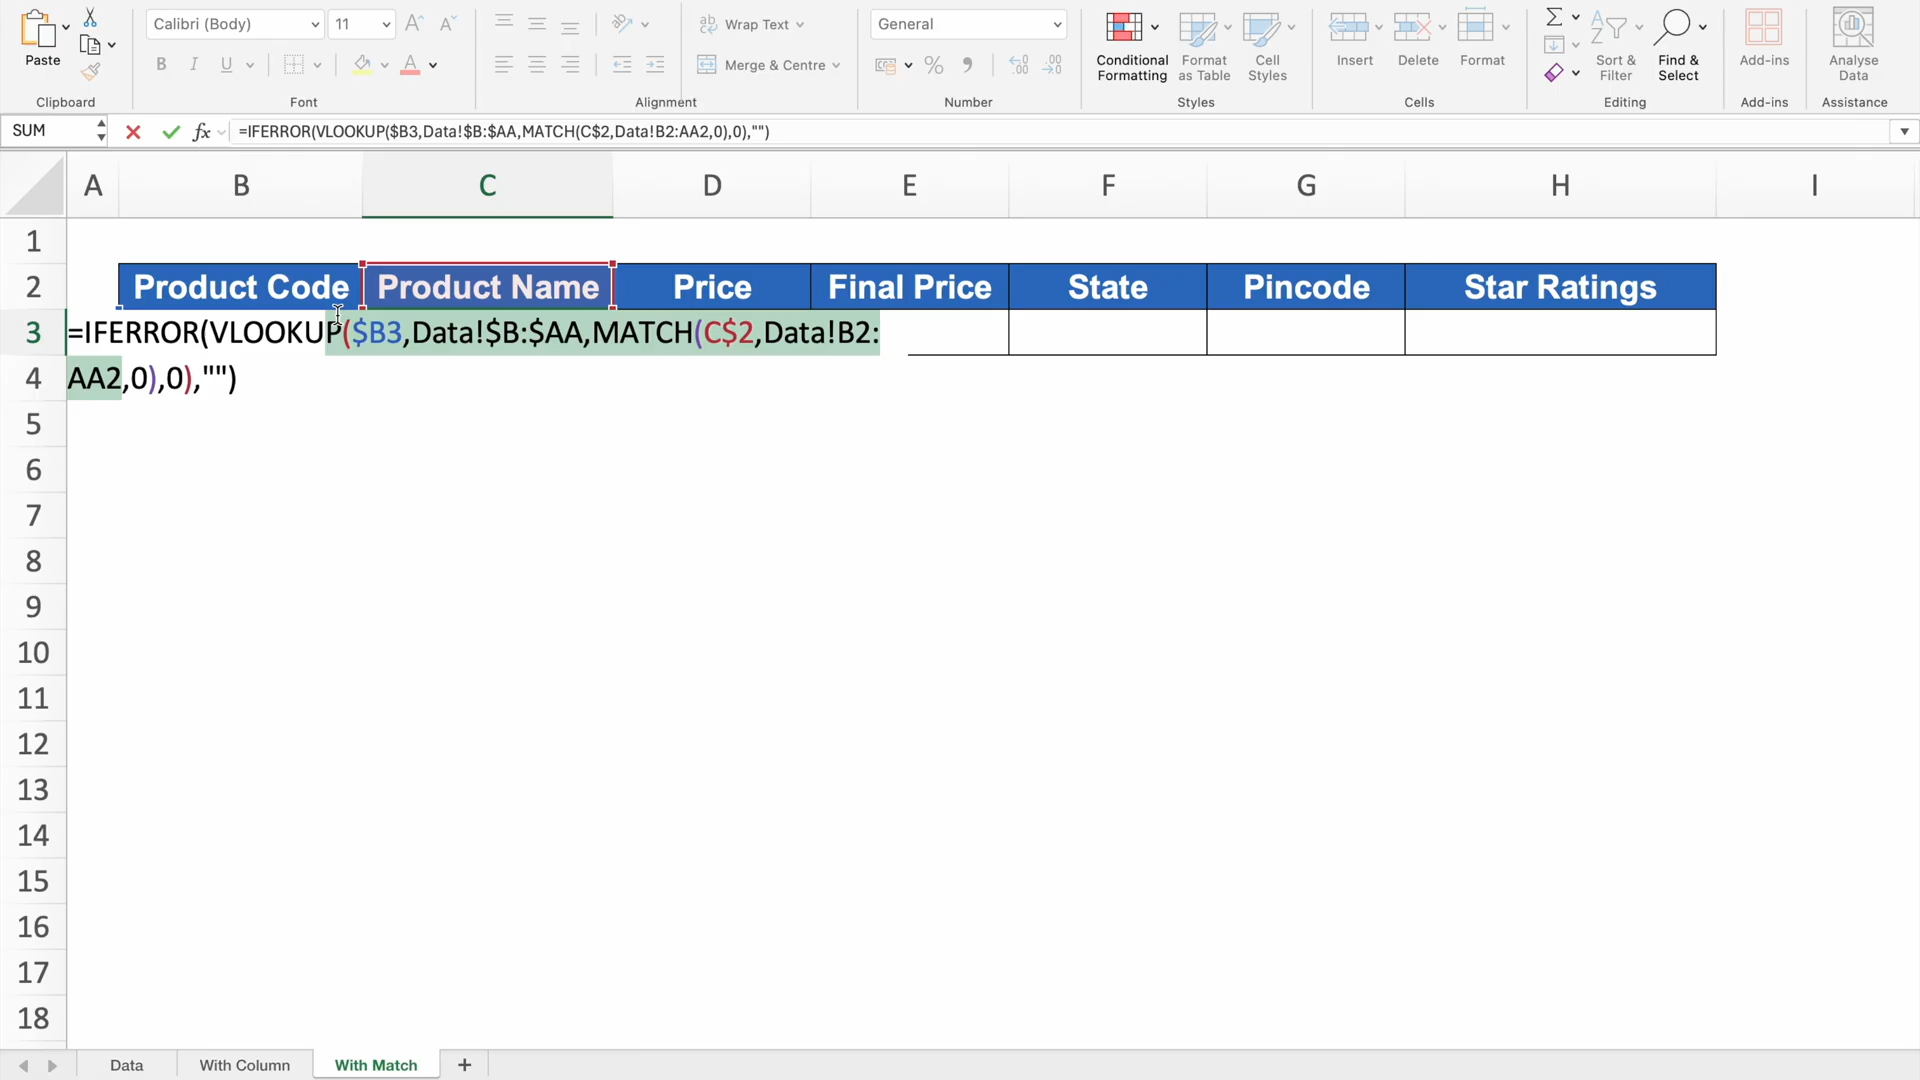 Paste
Clipboard
Calibri (Body)
11
A
A
B
I
U
A
Font
ab
Wrap Text
Merge & Centre
Alignment
General
%
Number
Conditional
Formatting
Format
as Table
Cell
Styles
Styles
Insert
Delete
Format
Cells
Sort &
Filter
Find &
Select
Editing
Add-ins
Add-ins
Analyse
Data
Assistance
SUM
fx
=IFERROR(VLOOKUP($B3,Data!$B:$AA,MATCH(C$2,Data!B2:AA2,0),0),"")
A B C D E F G H I
1
2 Product Code Product Name Price Final Price State Pincode Star Ratings
3 =IFERROR(VLOOKUP($B3,Data!$B:$AA,MATCH(C$2,Data!B2:
4 AA2,0),0),"")
5
6
7
8
9
10
11
12
13
14
15
16
17
18
Data With Column With Match +